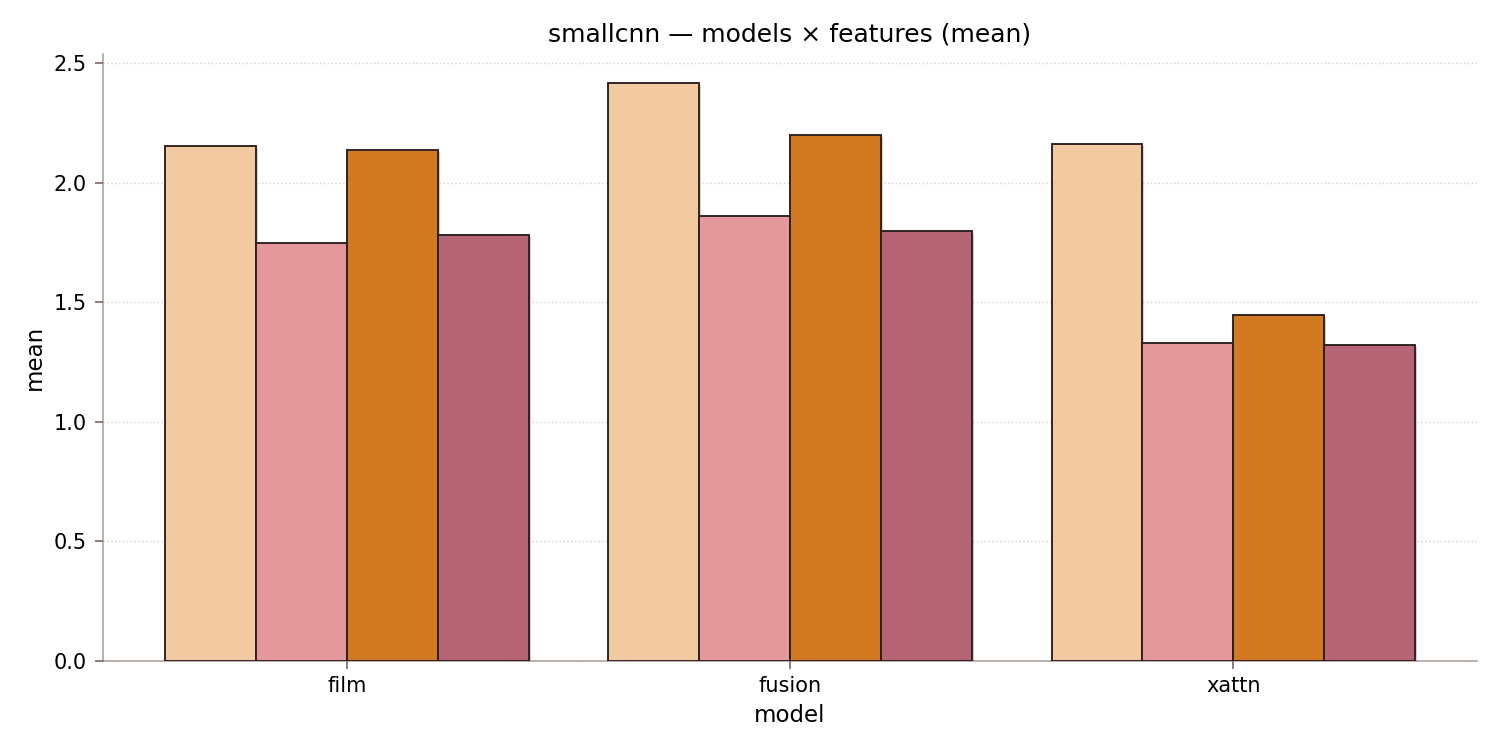 smallcnn — models × features (mean)
2.5
2.0
1.5
1.0
0.5
0.0
mean
film
fusion
xattn
model